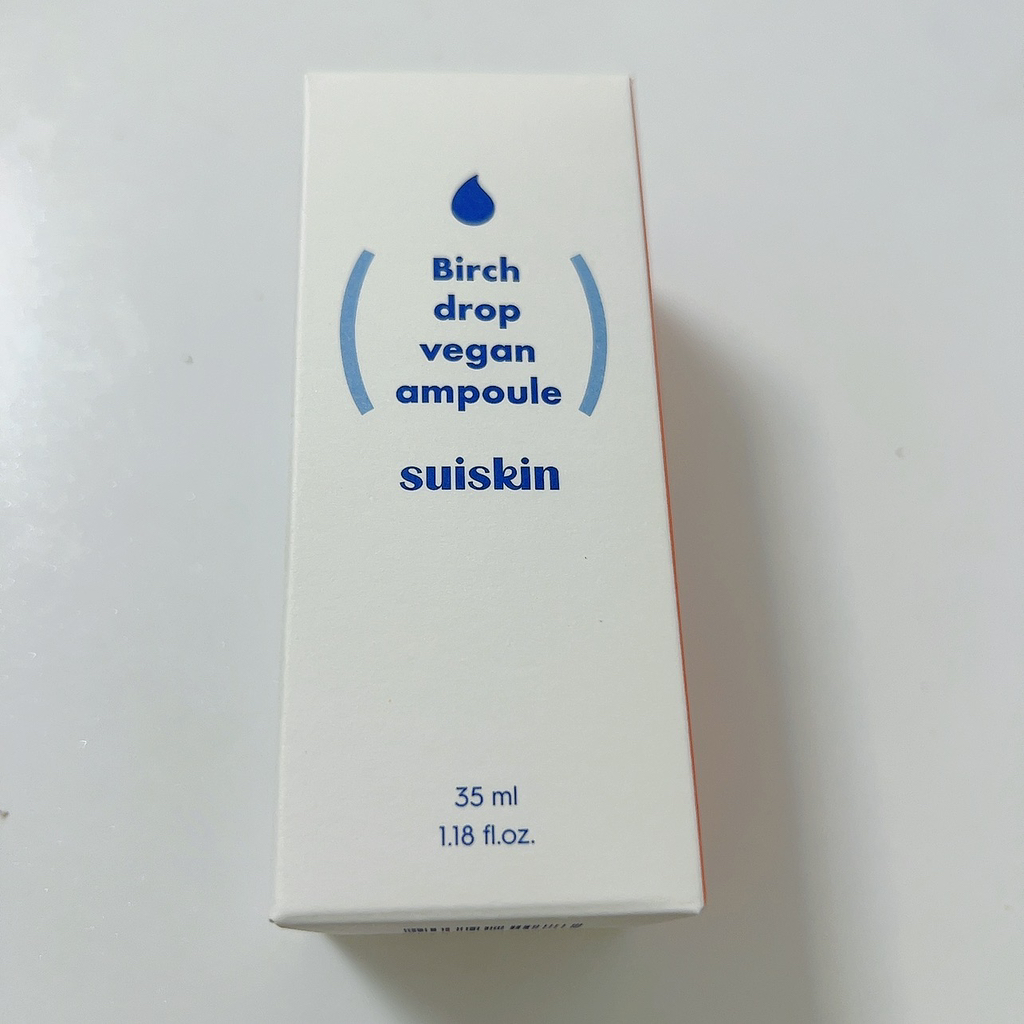 Birch
drop
vegan
ampoule
suiskin
35 ml
1.18 fl.oz.